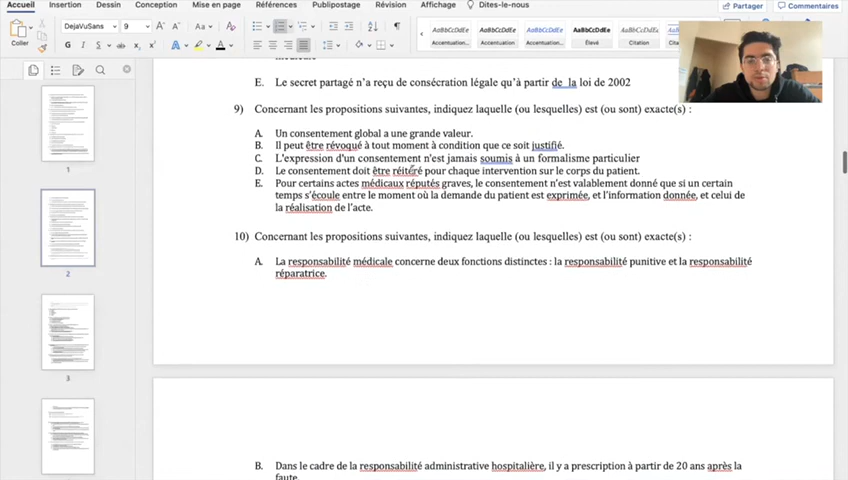 Accueil Insertion Dessin Conception Mise en page Références Publipostage Révision Affichage Dites-le-nous
Partager Commentaires
Coller
DejaVuSans 9
AaBbCcDdEe AaBbCcDdEe AaBbCcDdEe AaBbCcDdEe
Accentuation... Accentuation... Accentuation... Élevé Citation
E. Le secret partagé n'a reçu de consécration légale qu'à partir de la loi de 2002
9) Concernant les propositions suivantes, indiquez laquelle (ou lesquelles) est (ou sont) exacte(s) :
A. Un consentement global a une grande valeur.
B. Il peut être révoqué à tout moment à condition que ce soit justifié.
C. L'expression d'un consentement n'est jamais soumis à un formalisme particulier
D. Le consentement doit être réitéré pour chaque intervention sur le corps du patient.
E. Pour certains actes médicaux réputés graves, le consentement n'est valablement donné que si un certain
temps s'écoule entre le moment où la demande du patient est exprimée, et l'information donnée, et celui de
la réalisation de l'acte.
10) Concernant les propositions suivantes, indiquez laquelle (ou lesquelles) est (ou sont) exacte(s) :
A. La responsabilité médicale concerne deux fonctions distinctes : la responsabilité punitive et la responsabilité
réparatrice.
B. Dans le cadre de la responsabilité administrative hospitalière, il y a prescription à partir de 20 ans après la
faute.
1
2
3